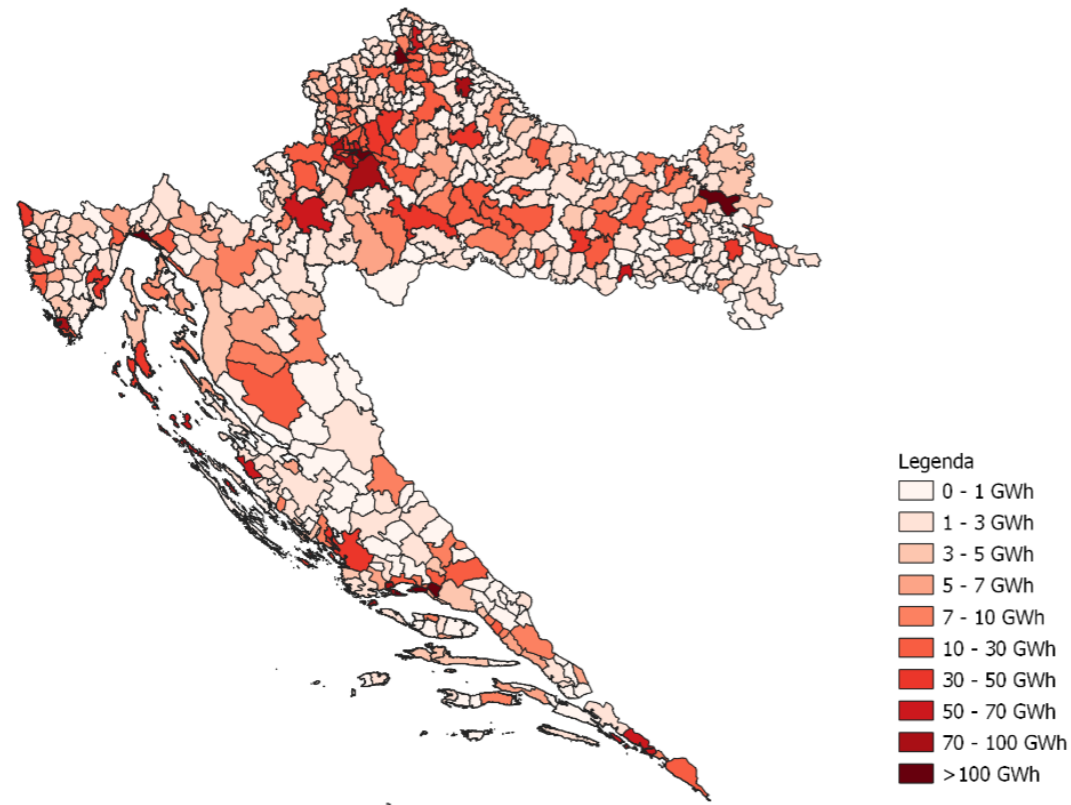 Legenda
0 - 1 GWh
1 - 3 GWh
3 - 5 GWh
5 - 7 GWh
7 - 10 GWh
10 - 30 GWh
30 - 50 GWh
50 - 70 GWh
70 - 100 GWh
>100 GWh